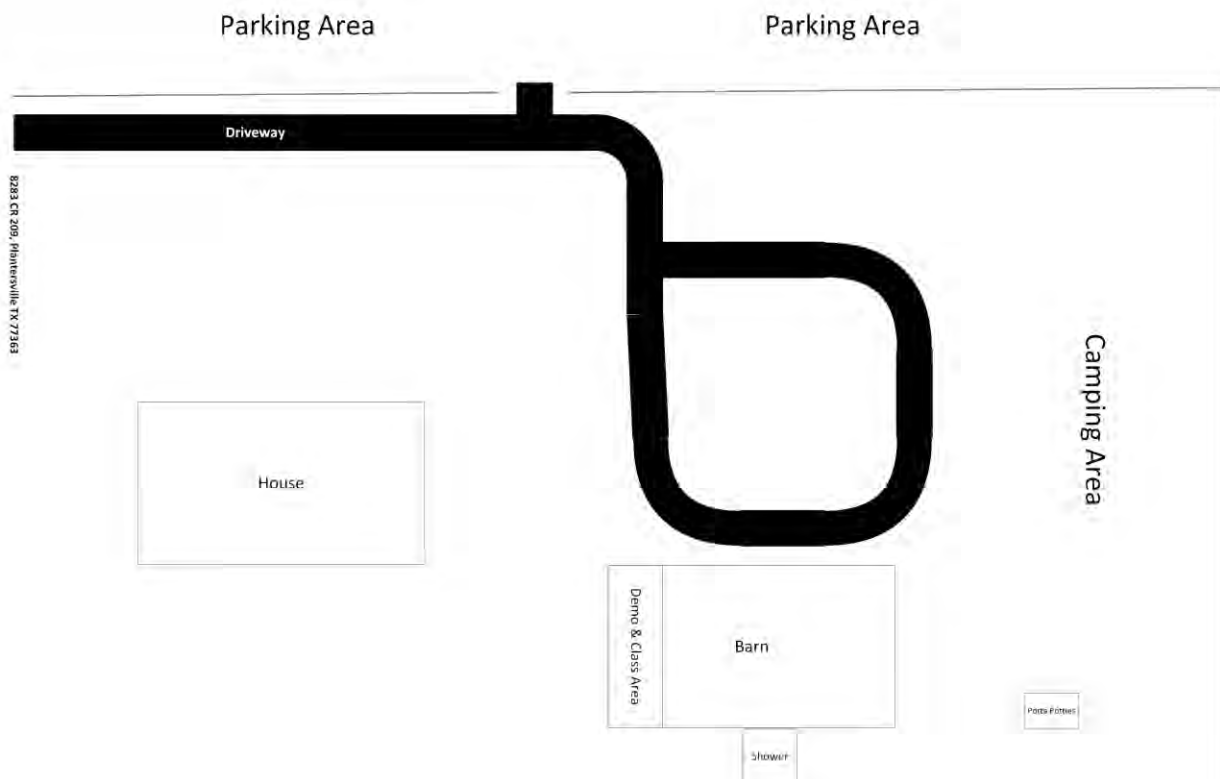 Parking Area
Parking Area
Driveway
8283 CR 209, Plantersville TX 77363
Camping Area
House
Demo & Class Area
Barn
Porta Potties
Shower